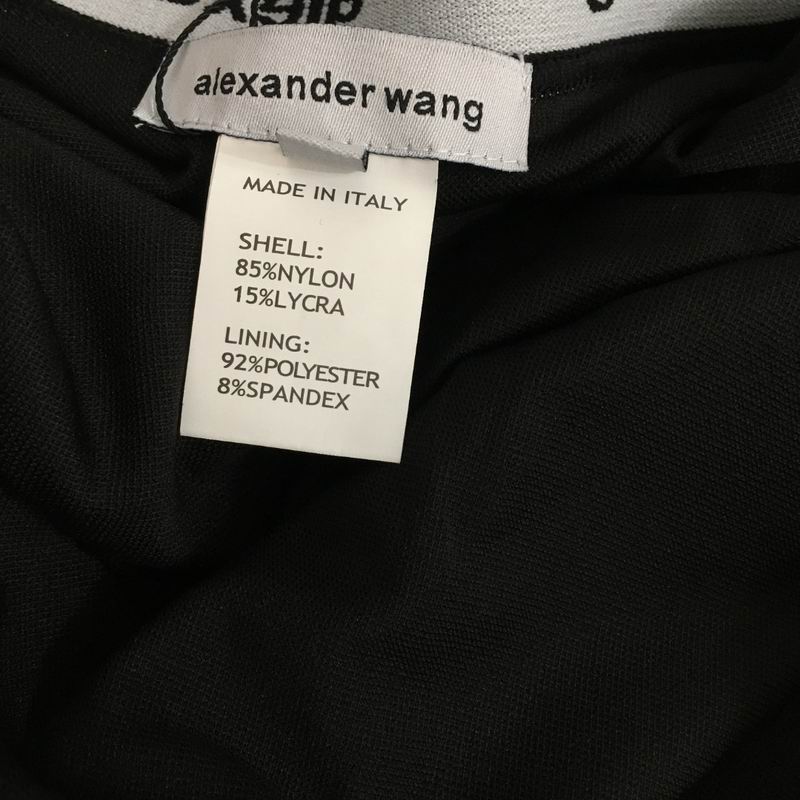 alexander wang
MADE IN ITALY
SHELL:
85%NYLON
15%LYCRA
LINING:
92%POLYESTER
8%SPANDEX